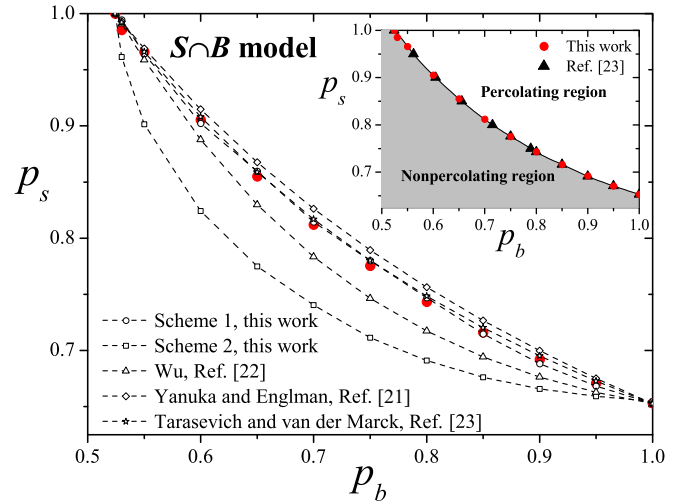 S∩B model
1.0
0.9
0.8
0.7
p_s
0.5
0.6
0.7
0.8
0.9
1.0
p_b
Scheme 1, this work
Scheme 2, this work
Wu, Ref. [22]
Yanuka and Englman, Ref. [21]
Tarasevich and van der Marck, Ref. [23]
1.0
0.9
0.8
0.7
p_s
This work
Ref. [23]
Percolating region
Nonpercolating region
0.5
0.6
0.7
0.8
0.9
1.0
p_b